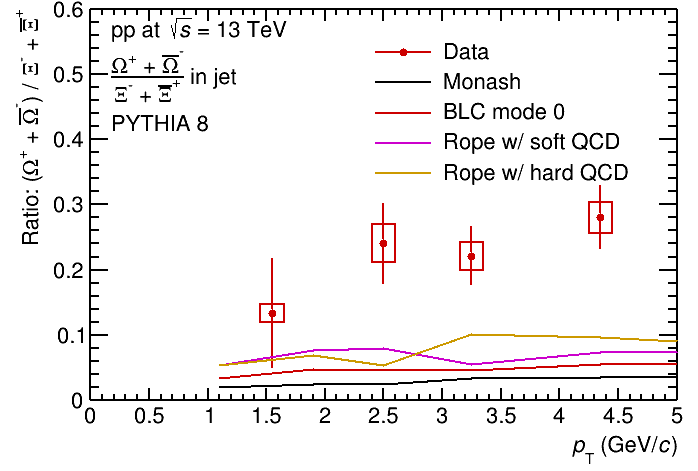 Ratio: (Ω⁺ + Ω̅⁻) / Ξ⁻ + Ξ̅⁺
0.6
0.5
0.4
0.3
0.2
0.1
0
pp at √s = 13 TeV
Ω⁺ + Ω̅⁻
Ξ⁻ + Ξ̅⁺
in jet
PYTHIA 8
Data
Monash
BLC mode 0
Rope w/ soft QCD
Rope w/ hard QCD
0 0.5 1 1.5 2 2.5 3 3.5 4 4.5 5
p_T (GeV/c)